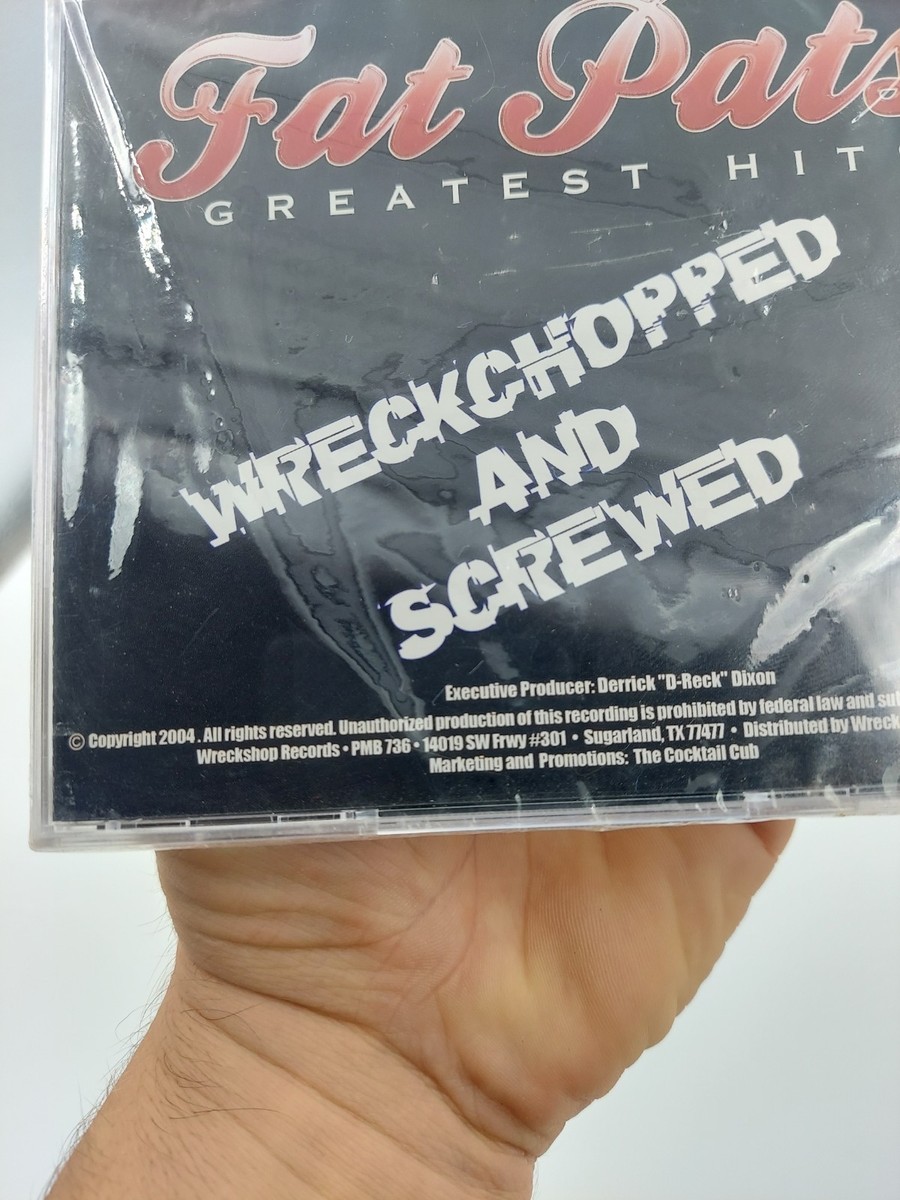 Fat Pats
GREATEST HITS
WRECKCHOPPED
AND
SCREWED
Executive Producer: Derrick "D-Reck" Dixon
© Copyright 2004 . All rights reserved. Unauthorized production of this recording is prohibited by federal law and
Wreckshop Records • PMB 736 • 14019 SW Frwy #301 • Sugarland, TX 77477 • Distributed by Wreck
Marketing and Promotions: The Cocktail Cub